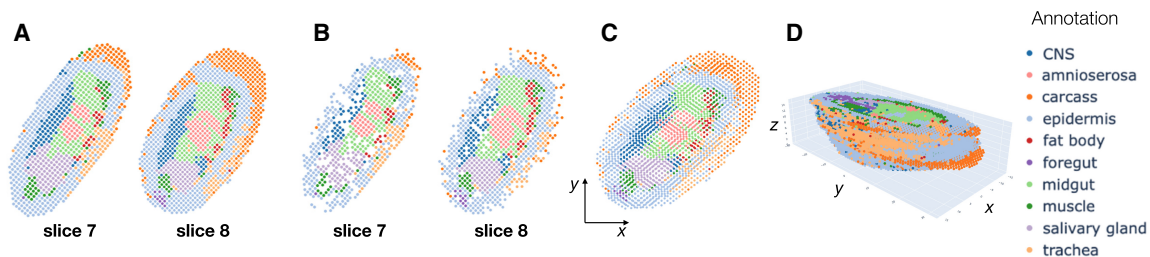 A
B
C
D
Annotation
CNS
amnioserosa
carcass
epidermis
fat body
foregut
midgut
muscle
salivary gland
trachea
slice 7
slice 8
slice 7
slice 8
y
x
z
y
x